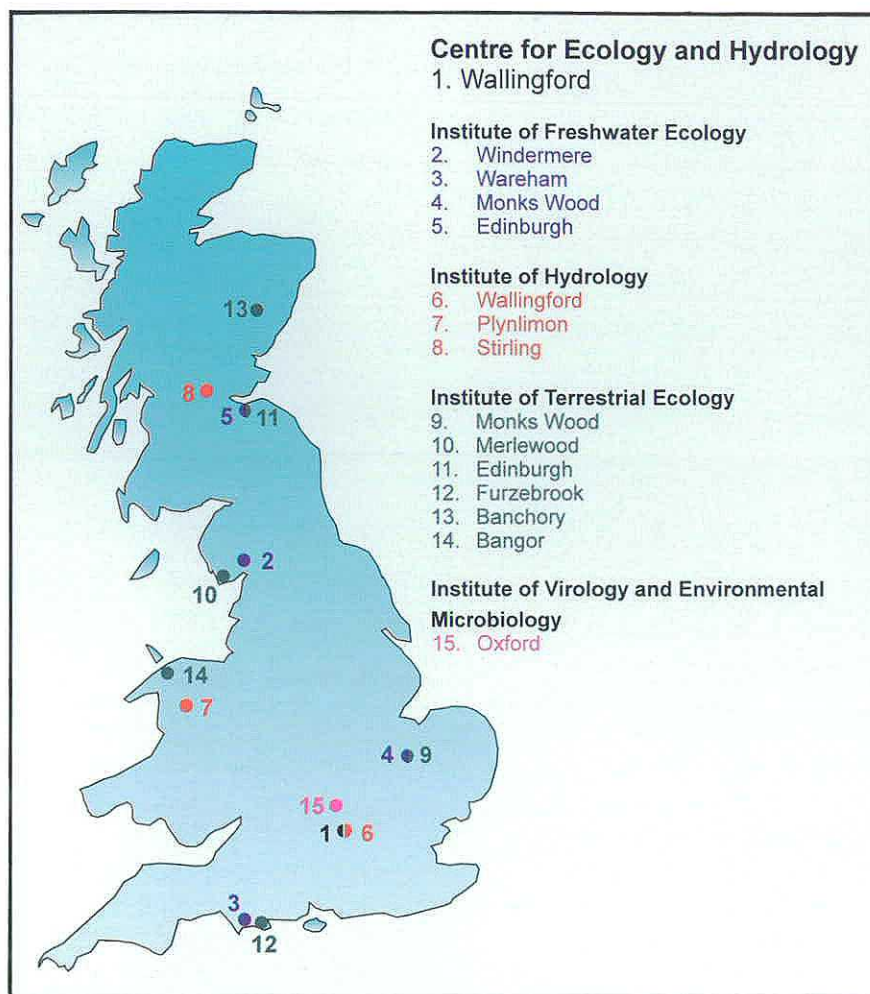 Centre for Ecology and Hydrology
1. Wallingford
Institute of Freshwater Ecology
2. Windermere
3. Wareham
4. Monks Wood
5. Edinburgh
Institute of Hydrology
6. Wallingford
7. Plynlimon
8. Stirling
Institute of Terrestrial Ecology
9. Monks Wood
10. Merlewood
11. Edinburgh
12. Furzebrook
13. Banchory
14. Bangor
Institute of Virology and Environmental
Microbiology
15. Oxford
13
8
5 11
2
10
14
7
4 9
15
1 6
3
12